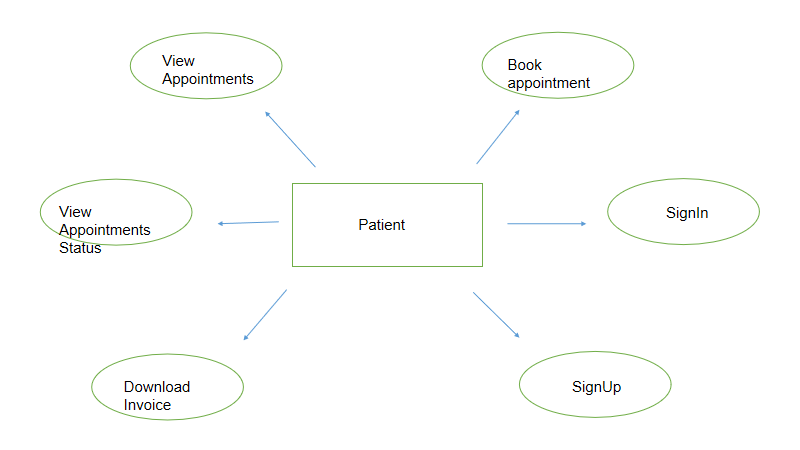 View
Appointments
Book
appointment
View
Appointments
Status
Patient
SignIn
Download
Invoice
SignUp